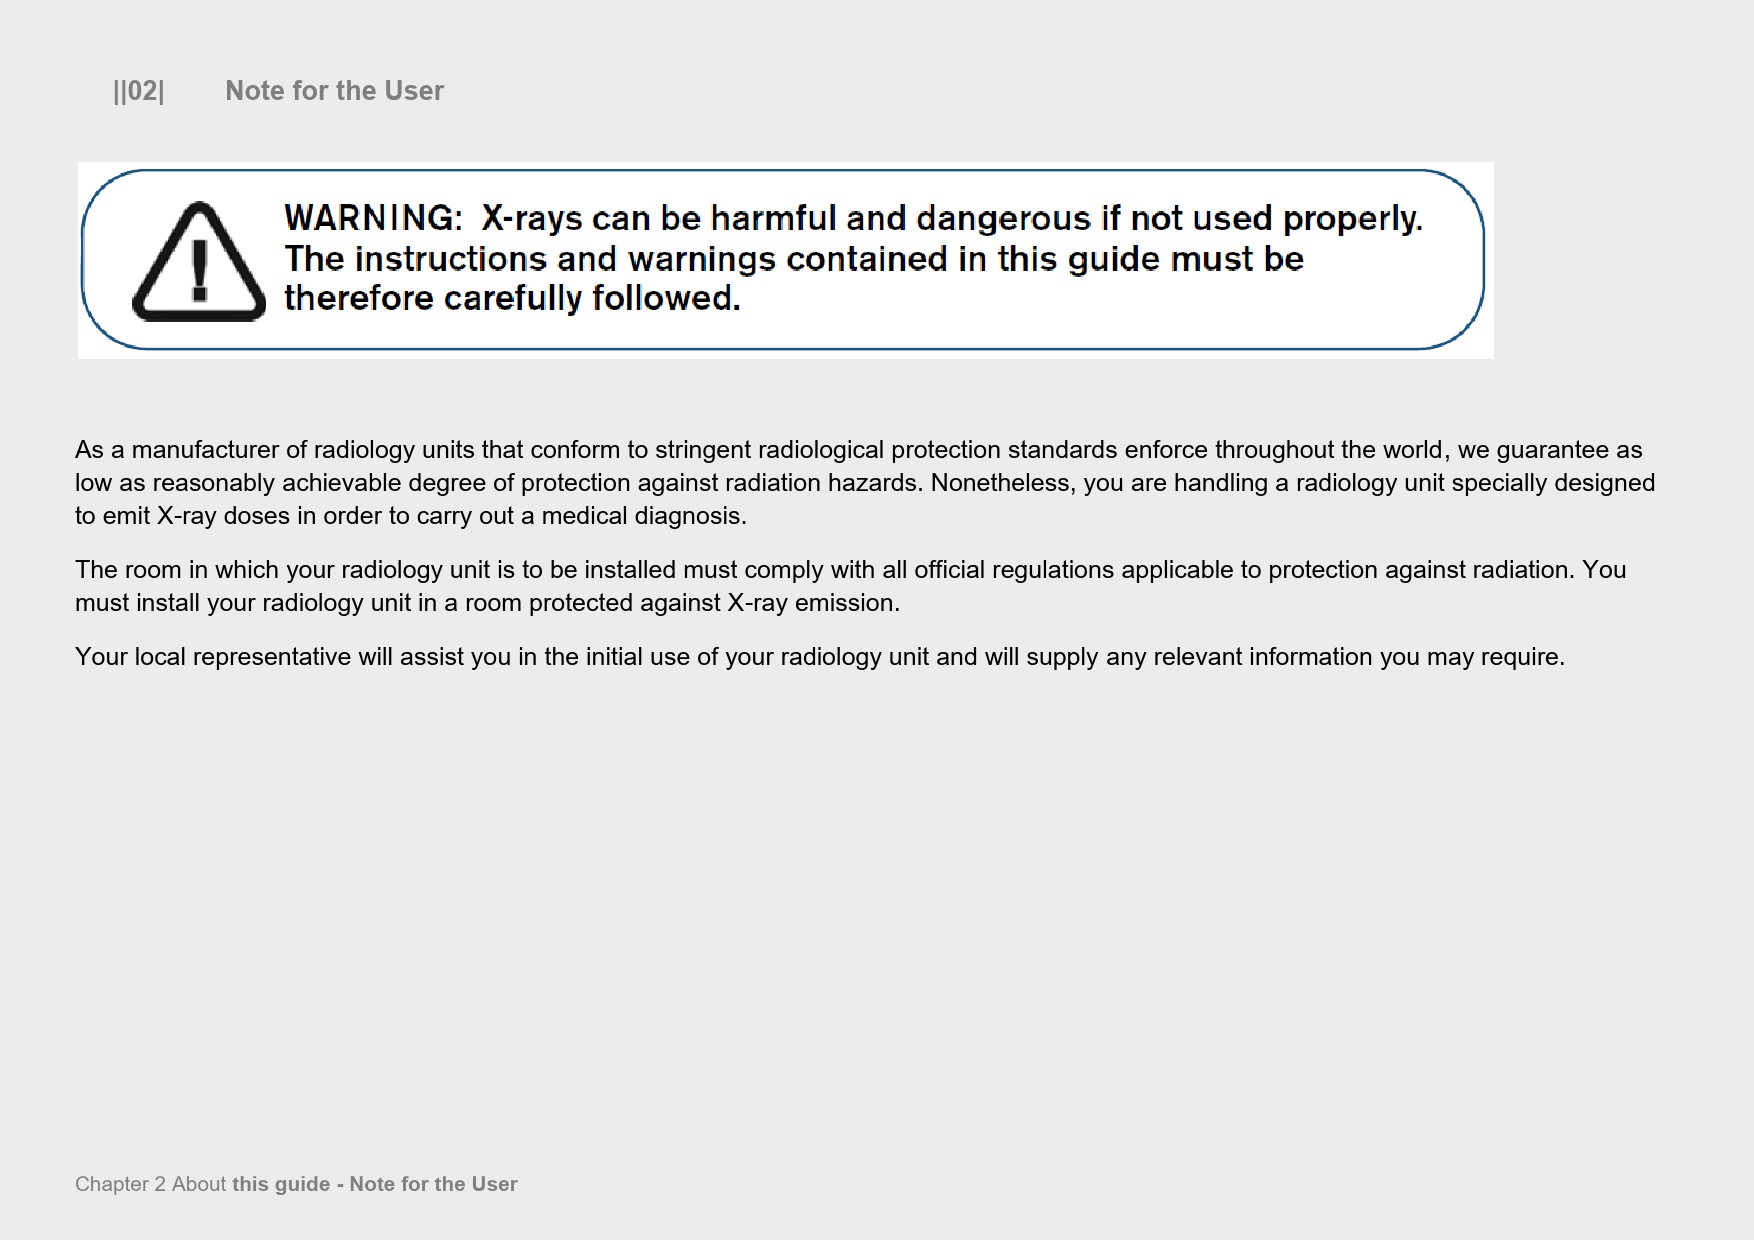 ||02| Note for the User
WARNING: X-rays can be harmful and dangerous if not used properly.
The instructions and warnings contained in this guide must be
therefore carefully followed.
As a manufacturer of radiology units that conform to stringent radiological protection standards enforce throughout the world, we guarantee as
low as reasonably achievable degree of protection against radiation hazards. Nonetheless, you are handling a radiology unit specially designed
to emit X-ray doses in order to carry out a medical diagnosis.
The room in which your radiology unit is to be installed must comply with all official regulations applicable to protection against radiation. You
must install your radiology unit in a room protected against X-ray emission.
Your local representative will assist you in the initial use of your radiology unit and will supply any relevant information you may require.
Chapter 2 About this guide - Note for the User